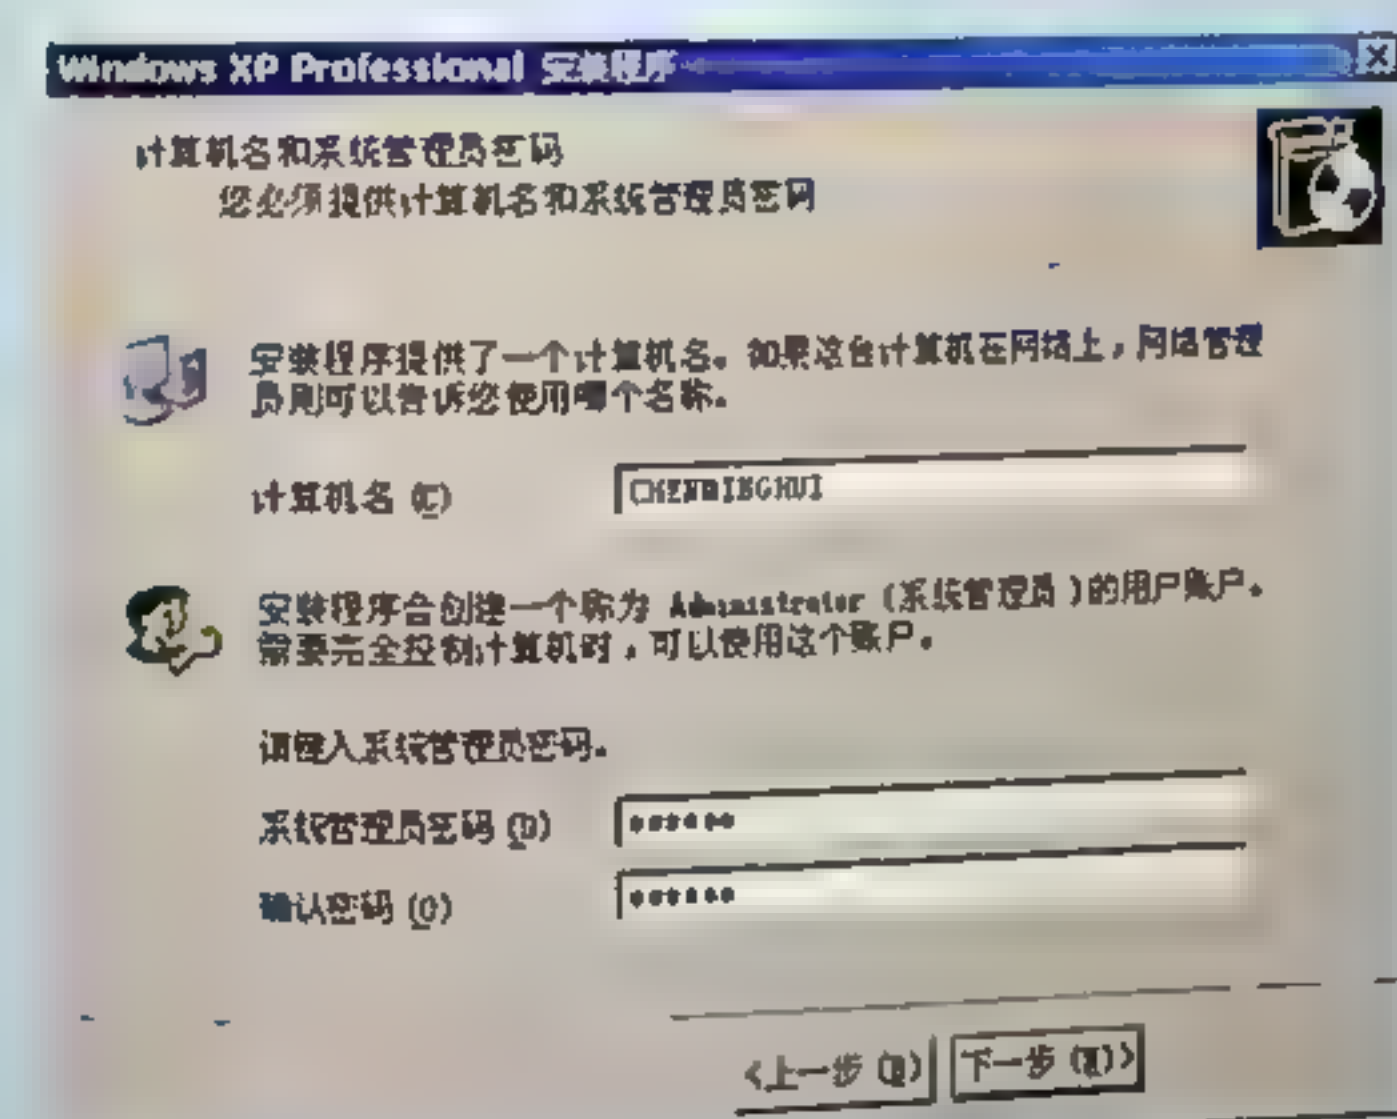 Windows XP Professional 安装程序
计算机名和系统管理员密码
您必须提供计算机名和系统管理员密码
安装程序提供了一个计算机名。如果这台计算机在网络上，网络管理
员则可以告诉您使用哪个名称。
计算机名(C)
安装程序会创建一个称为 Administrator (系统管理员)的用户账户。
需要完全控制计算机时，可以使用这个账户。
请键入系统管理员密码。
系统管理员密码(D)
确认密码(O)
<上一步(B)
下一步(N)>